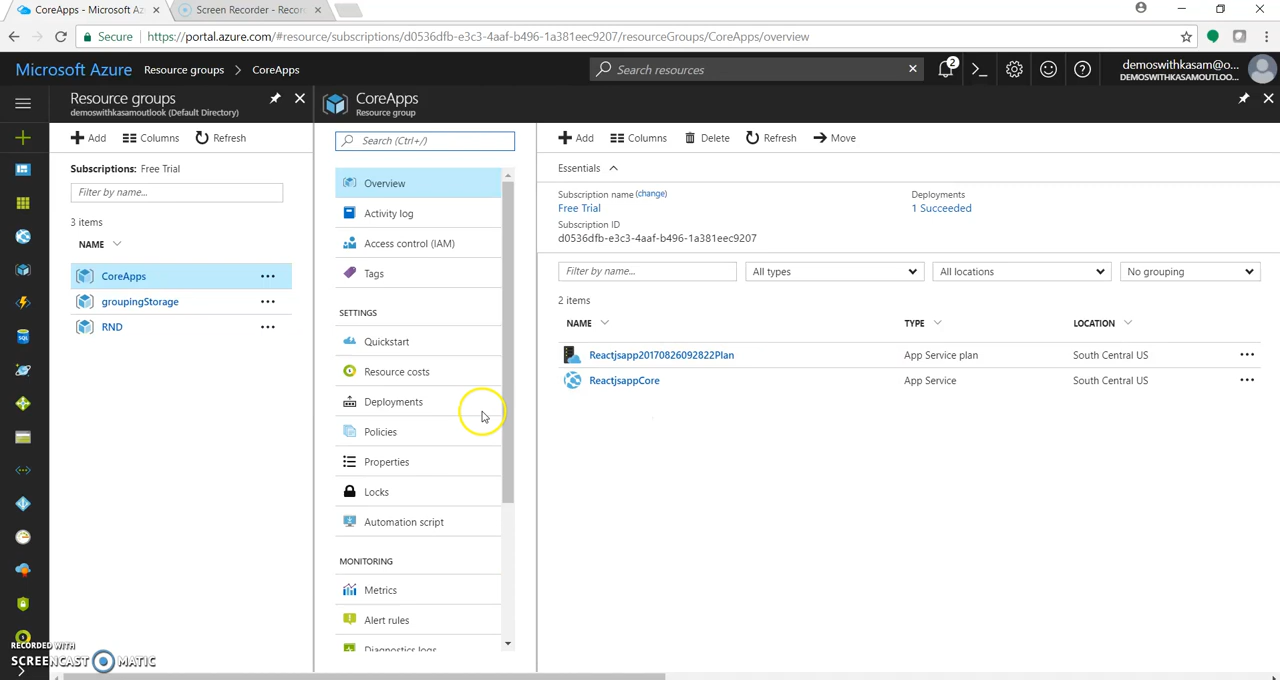 CoreApps - Microsoft Az
Screen Recorder - Recor
Secure
https://portal.azure.com/#resource/subscriptions/d0536dfb-e3c3-4aaf-b496-1a381eec9207/resourceGroups/CoreApps/overview
Microsoft Azure Resource groups > CoreApps
Search resources
2
demoswithkasam@o...
DEMOSWITHKASAMOUTLOOK...
Resource groups
demoswithkasamoutlook (Default Directory)
Add Columns Refresh
Subscriptions: Free Trial
Filter by name...
3 items
NAME
CoreApps ...
groupingStorage ...
RND ...
CoreApps
Resource group
Search (Ctrl+/)
Overview
Activity log
Access control (IAM)
Tags
SETTINGS
Quickstart
Resource costs
Deployments
Policies
Properties
Locks
Automation script
MONITORING
Metrics
Alert rules
Diagnostics logs
Add Columns Delete Refresh Move
Essentials
Subscription name (change)
Free Trial
Deployments
1 Succeeded
Subscription ID
d0536dfb-e3c3-4aaf-b496-1a381eec9207
Filter by name... All types All locations No grouping
2 items
NAME TYPE LOCATION
Reactjsapp20170826092822Plan App Service plan South Central US ...
ReactjsappCore App Service South Central US ...
RECORDED WITH
SCREENCAST MATIC